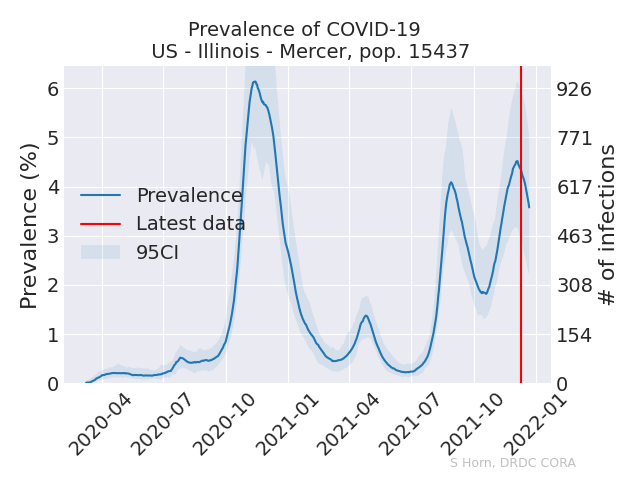 Prevalence of COVID-19
US - Illinois - Mercer, pop. 15437
Prevalence (%)
6
5
4
3
2
1
0
Prevalence
Latest data
95CI
926
771
617
463
308
154
0
# of infections
2020-04
2020-07
2020-10
2021-01
2021-04
2021-07
2021-10
2022-01
S Horn, DRDC CORA